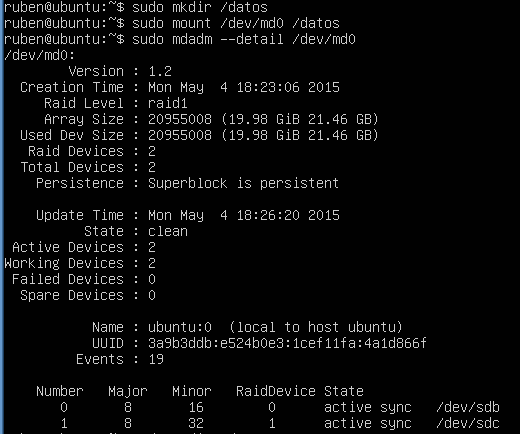 ruben@ubuntu:~$ sudo mkdir /datos
ruben@ubuntu:~$ sudo mount /dev/md0 /datos
ruben@ubuntu:~$ sudo mdadm --detail /dev/md0
/dev/md0:
Version : 1.2
Creation Time : Mon May  4 18:23:06 2015
Raid Level : raid1
Array Size : 20955008 (19.98 GiB 21.46 GB)
Used Dev Size : 20955008 (19.98 GiB 21.46 GB)
Raid Devices : 2
Total Devices : 2
Persistence : Superblock is persistent
Update Time : Mon May  4 18:26:20 2015
State : clean
Active Devices : 2
Working Devices : 2
Failed Devices : 0
Spare Devices : 0
Name : ubuntu:0  (local to host ubuntu)
UUID : 3a9b3ddb:e524b0e3:1cef11fa:4a1d866f
Events : 19
Number   Major   Minor   RaidDevice State
0       8       16        0      active sync   /dev/sdb
1       8       32        1      active sync   /dev/sdc